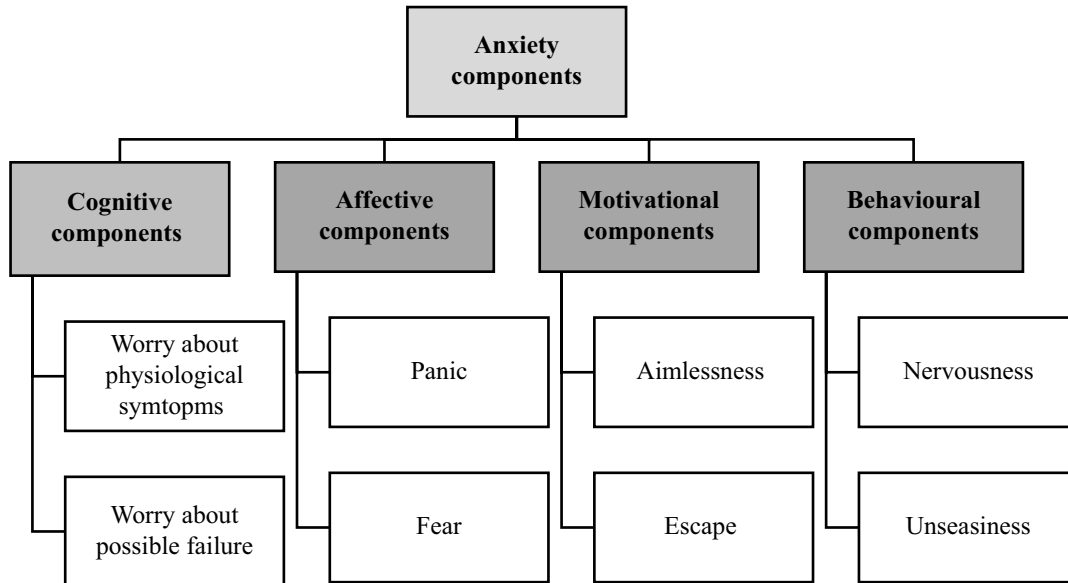 Anxiety
components
Cognitive
components
Affective
components
Motivational
components
Behavioural
components
Worry about
physiological
symtopms
Panic
Aimlessness
Nervousness
Worry about
possible failure
Fear
Escape
Unseasiness